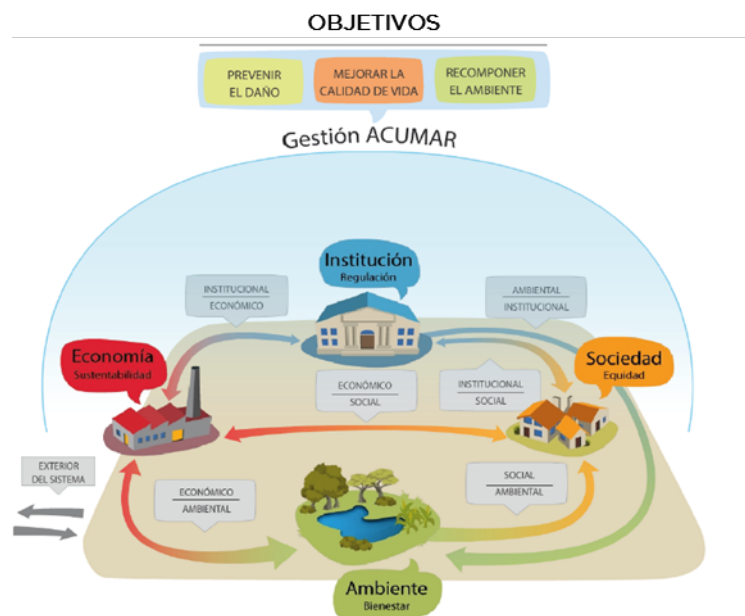 OBJETIVOS
PREVENIR
EL DAÑO
MEJORAR LA
CALIDAD DE VIDA
RECOMPONER
EL AMBIENTE
Gestión ACUMAR
Institución
Regulación
INSTITUCIONAL
ECONÓMICO
AMBIENTAL
INSTITUCIONAL
Economía
Sustentabilidad
Sociedad
Equidad
ECONÓMICO
SOCIAL
INSTITUCIONAL
SOCIAL
EXTERIOR
DEL SISTEMA
ECONÓMICO
AMBIENTAL
SOCIAL
AMBIENTAL
Ambiente
Bienestar